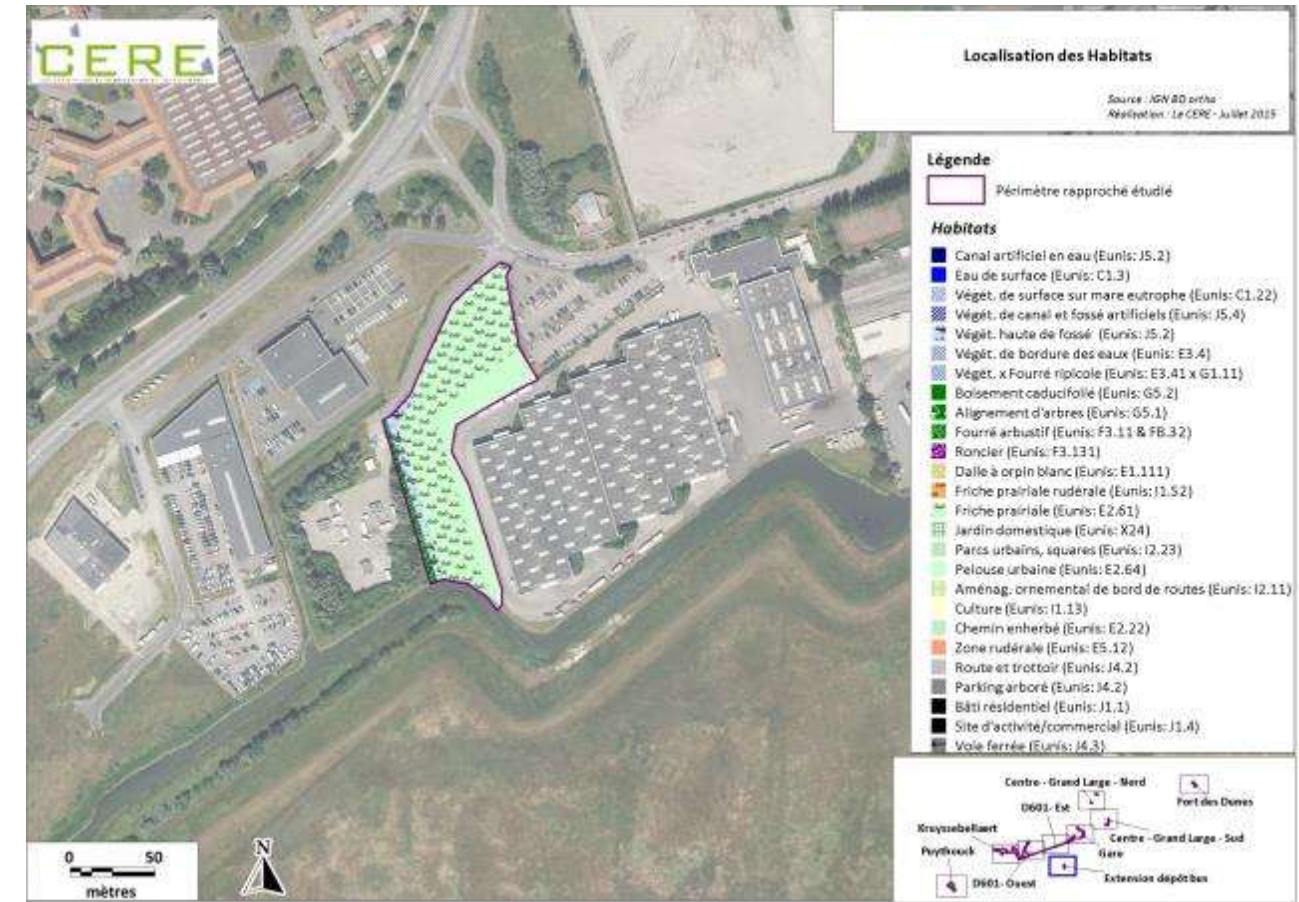 CERE
Localisation des Habitats
Source : IGN BD ortho
Réalisation : Le CERE - Juillet 2015
Légende
Périmètre rapproché étudié
Habitats
Canal artificiel en eau (Eunis: J5.2)
Eau de surface (Eunis: C1.3)
Végét. de surface sur mare eutrophe (Eunis: C1.22)
Végét. de canal et fossé artificiels (Eunis: J5.4)
Végét. haute de fossé (Eunis: J5.2)
Végét. de bordure des eaux (Eunis: E3.4)
Végét. x Fourré ripicole (Eunis: E3.41 x G1.11)
Boisement caducifolié (Eunis: G5.2)
Alignement d'arbres (Eunis: G5.1)
Fourré arbustif (Eunis: F3.11 & FB.32)
Roncier (Eunis: F3.131)
Dalle à orpin blanc (Eunis: E1.111)
Friche prairiale rudérale (Eunis: I1.52)
Friche prairiale (Eunis: E2.61)
Jardin domestique (Eunis: X24)
Parcs urbains, squares (Eunis: I2.23)
Pelouse urbaine (Eunis: E2.64)
Aménag. ornemental de bord de routes (Eunis: I2.11)
Culture (Eunis: I1.13)
Chemin enherbé (Eunis: E2.22)
Zone rudérale (Eunis: E5.12)
Route et trottoir (Eunis: J4.2)
Parking arboré (Eunis: J4.2)
Bâti résidentiel (Eunis: J1.1)
Site d'activité/commercial (Eunis: J1.4)
Voie ferrée (Eunis: J4.3)
Centre - Grand Large - Nord
Fort des Dunes
D601- Est
Kruyssebellaert
Centre - Grand Large - Sud
Puythouck
Gare
D601- Ouest
Extension dépôt bus
0 50
mètres
N